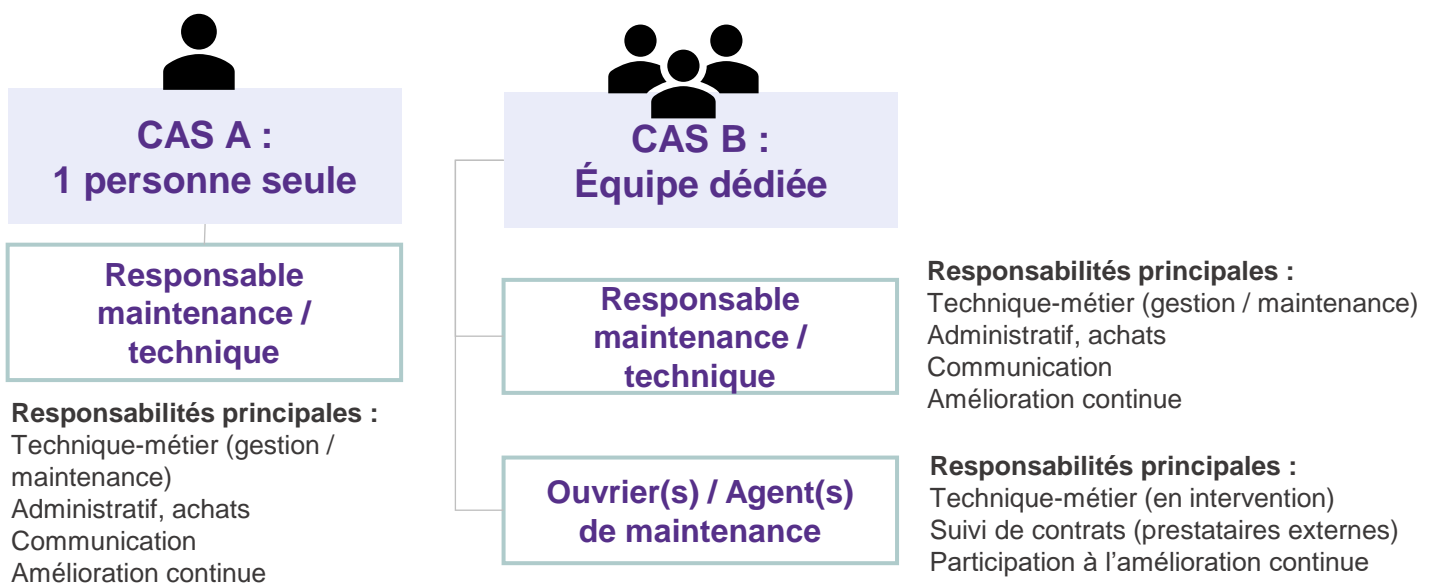 CAS A :
1 personne seule
Responsable
maintenance /
technique
Responsabilités principales :
Technique-métier (gestion /
maintenance)
Administratif, achats
Communication
Amélioration continue
CAS B :
Équipe dédiée
Responsable
maintenance /
technique
Responsabilités principales :
Technique-métier (gestion / maintenance)
Administratif, achats
Communication
Amélioration continue
Ouvrier(s) / Agent(s)
de maintenance
Responsabilités principales :
Technique-métier (en intervention)
Suivi de contrats (prestataires externes)
Participation à l’amélioration continue